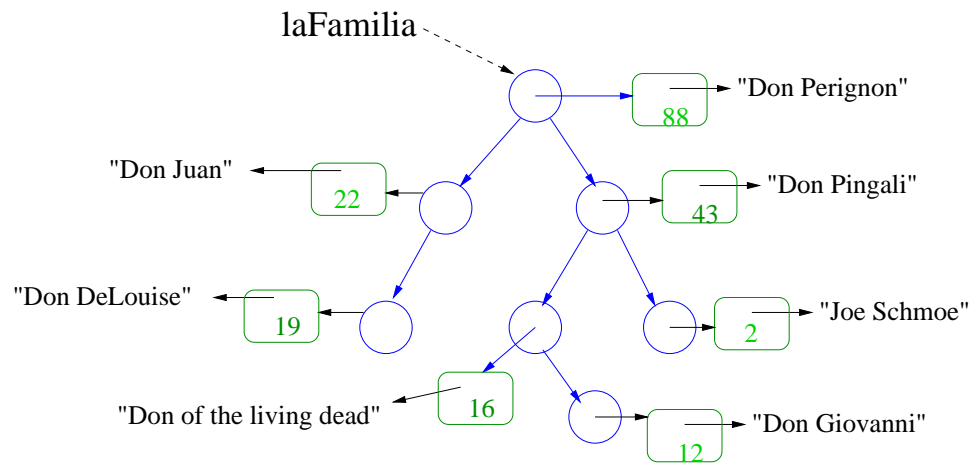 laFamilia
"Don Perignon"
88
"Don Juan"
22
"Don Pingali"
43
"Don DeLouise"
19
"Joe Schmoe"
2
"Don of the living dead"
16
"Don Giovanni"
12